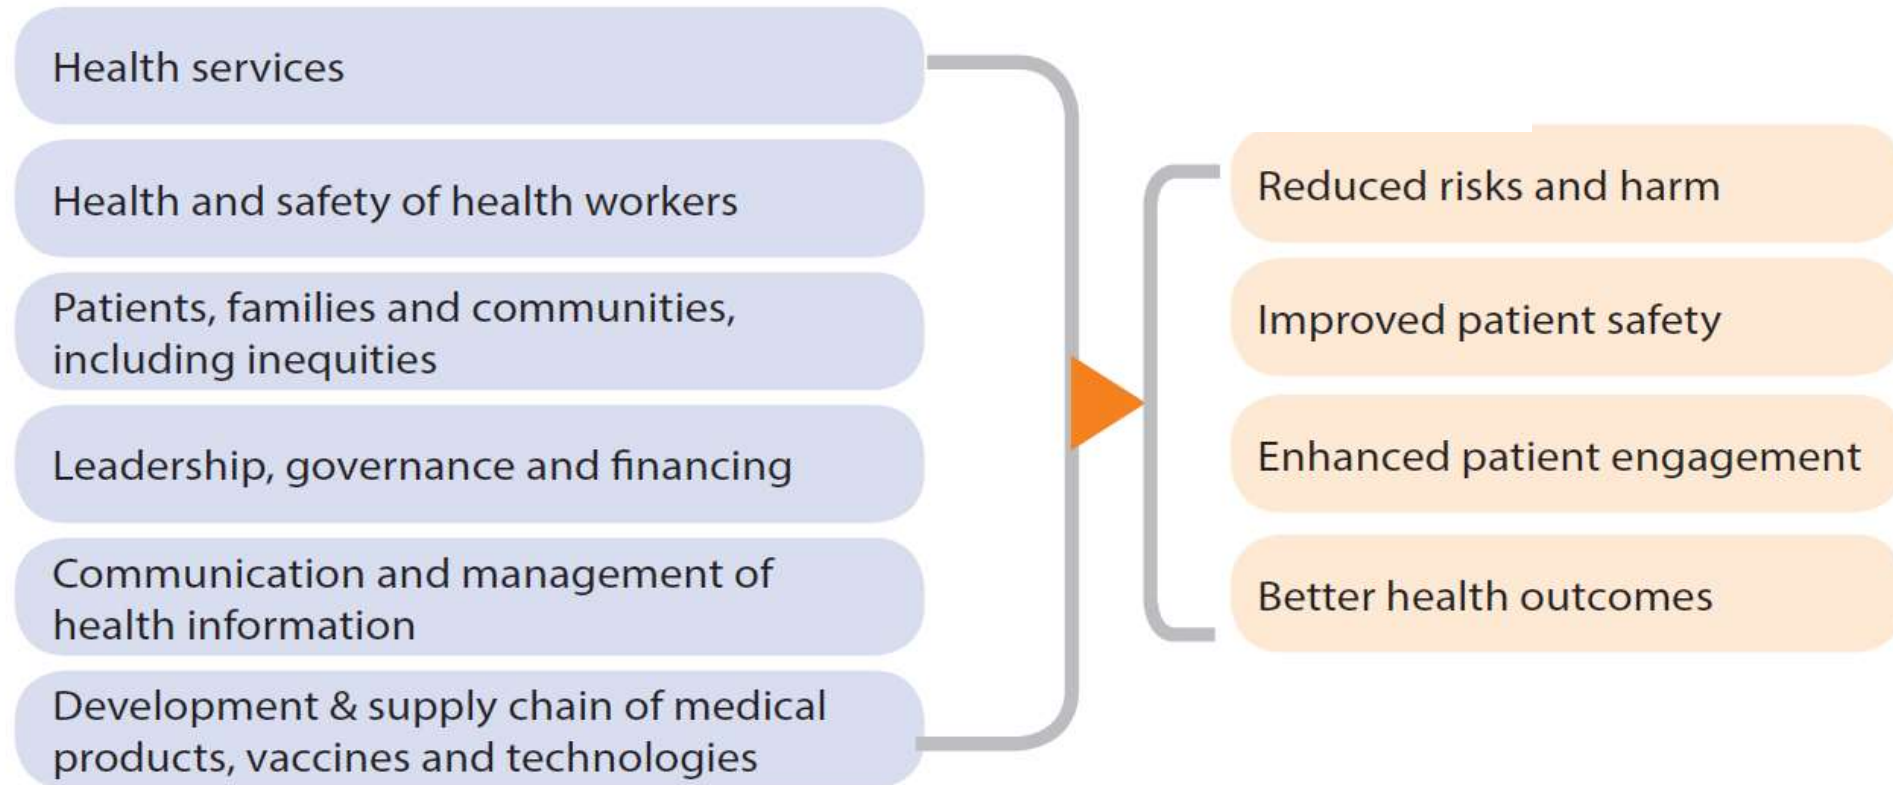 Health services
Health and safety of health workers
Patients, families and communities,
including inequities
Leadership, governance and financing
Communication and management of
health information
Development & supply chain of medical
products, vaccines and technologies
Reduced risks and harm
Improved patient safety
Enhanced patient engagement
Better health outcomes